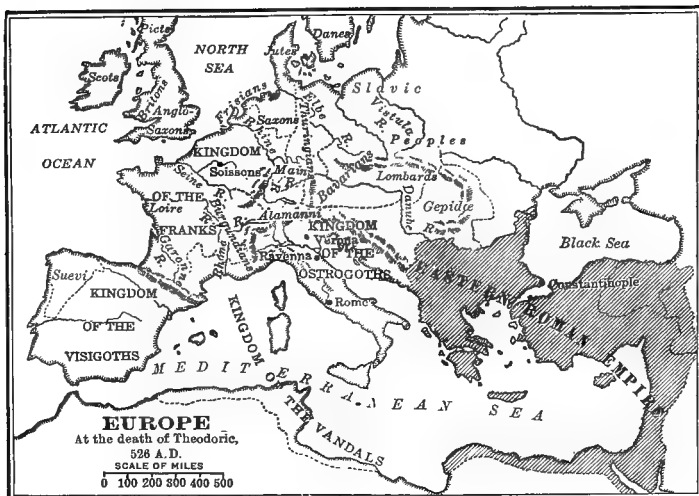 Picts
NORTH
SEA
Danes
Jutes
Scots
Britons
Anglo-
Saxons
ATLANTIC
OCEAN
Frisians
Saxons
Elbe
R.
Thuringians
Slavic
Vistula
R.
Peoples
Rhine
R.
KINGDOM
Soissons
Main
R.
Bavarians
Lombards
Danube
R.
Gepidæ
Seine
R.
OF THE
Loire
R.
FRANKS
Burgundians
Alamanni
Garonne
R.
Rhone
R.
KINGDOM
Verona
OF THE
Ravenna
OSTROGOTHS
Rome
Black Sea
Constantinople
EASTERN ROMAN EMPIRE
Suevi
KINGDOM
OF THE
VISIGOTHS
KINGDOM
OF
THE VANDALS
MEDITERRANEAN SEA
EUROPE
At the death of Theodoric,
526 A.D.
SCALE OF MILES
0 100 200 300 400 500